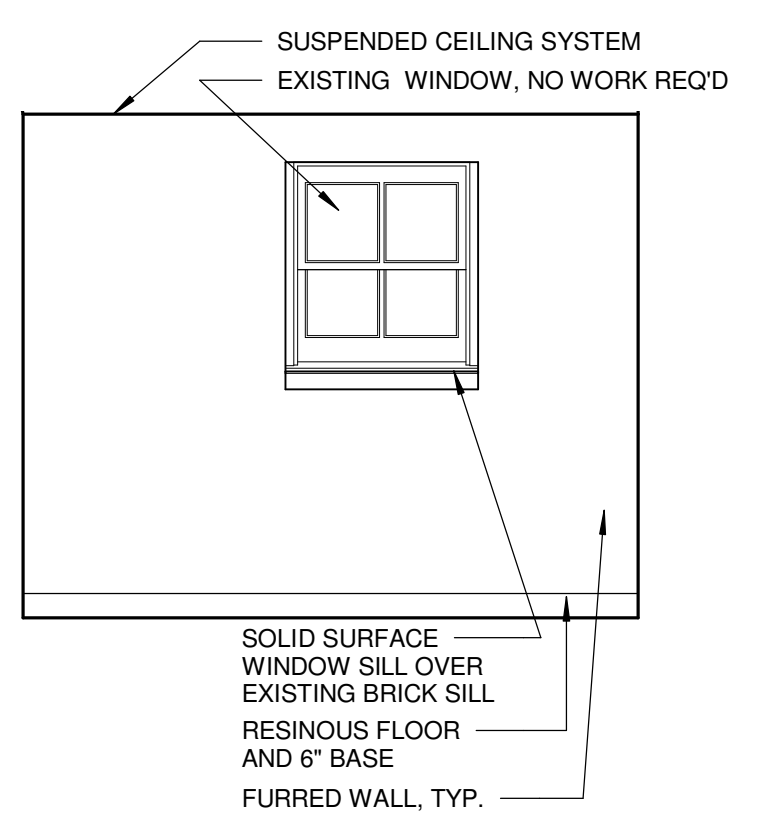 SUSPENDED CEILING SYSTEM
EXISTING WINDOW, NO WORK REQ'D
SOLID SURFACE
WINDOW SILL OVER
EXISTING BRICK SILL
RESINOUS FLOOR
AND 6" BASE
FURRED WALL, TYP.